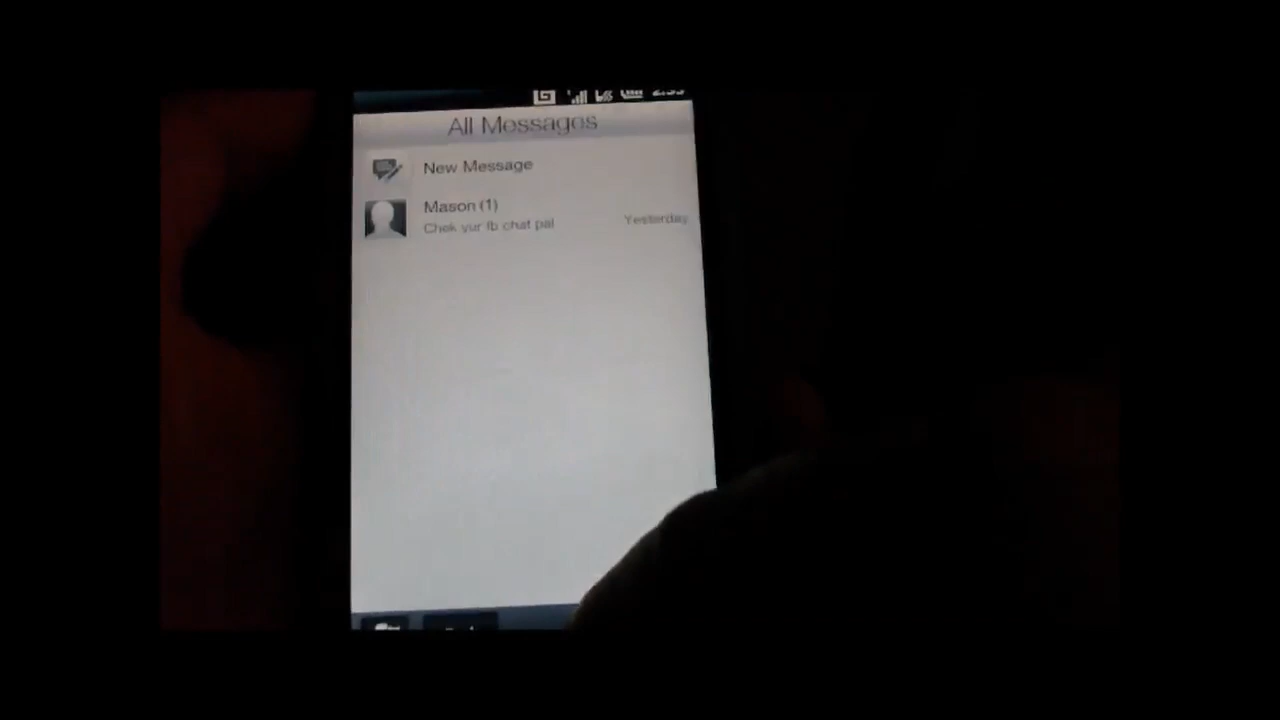 All Messages
New Message
Mason (1)
Chek yur fb chat pal
Yesterday